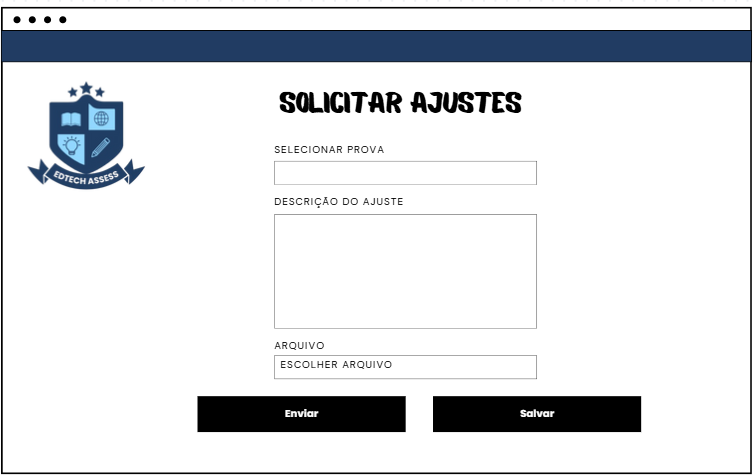 EDTECH ASSESS
SOLICITAR AJUSTES
SELECIONAR PROVA
DESCRIÇÃO DO AJUSTE
ARQUIVO
ESCOLHER ARQUIVO
Enviar
Salvar